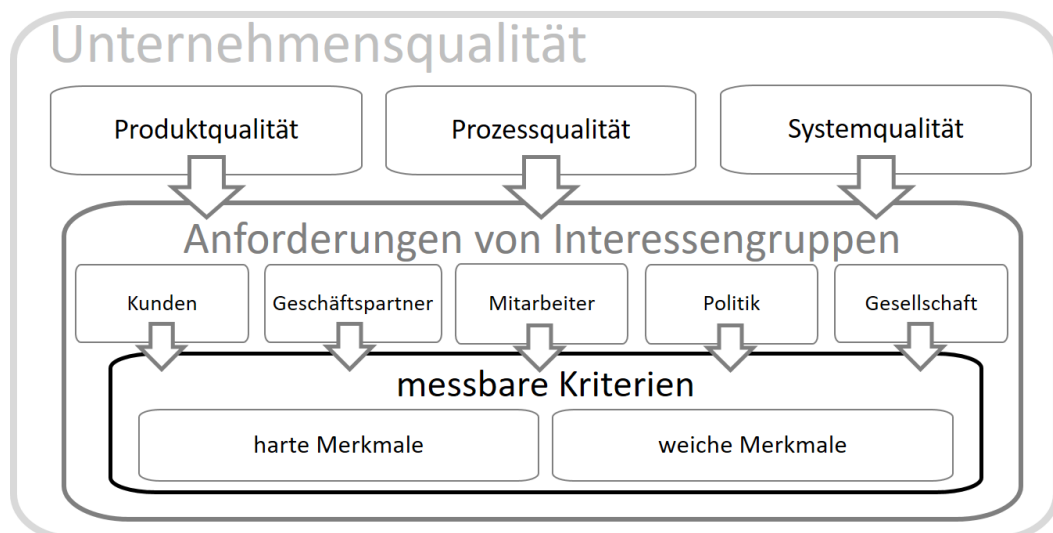 Unternehmensqualität
Produktqualität
Prozessqualität
Systemqualität
Anforderungen von Interessengruppen
Kunden
Geschäftspartner
Mitarbeiter
Politik
Gesellschaft
messbare Kriterien
harte Merkmale
weiche Merkmale